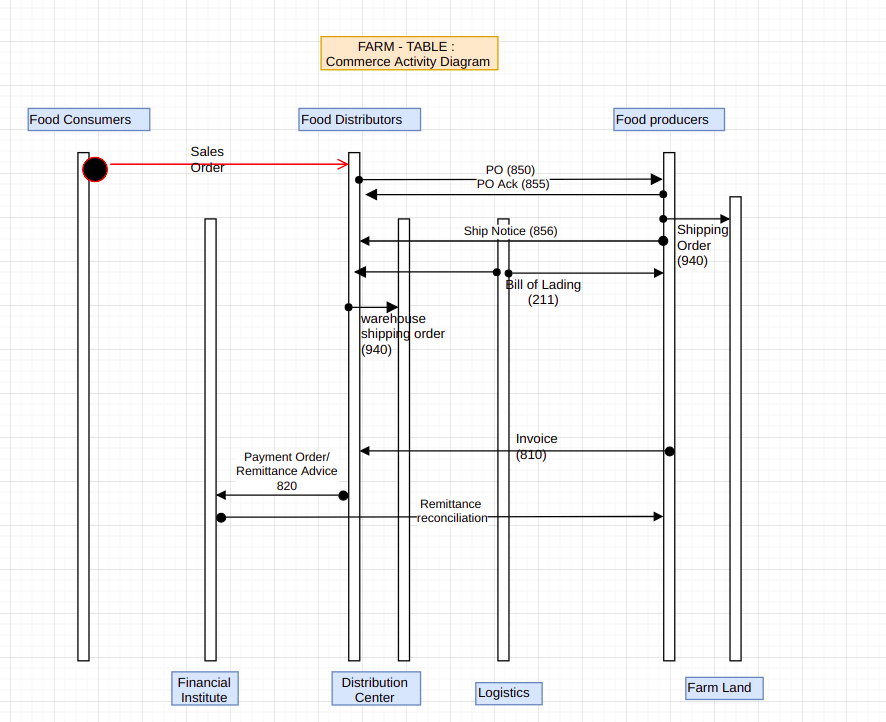 FARM - TABLE :
Commerce Activity Diagram
Food Consumers
Food Distributors
Food producers
Sales
Order
PO (850)
PO Ack (855)
Shipping
Order
(940)
Ship Notice (856)
Bill of Lading
(211)
warehouse
shipping order
(940)
Invoice
(810)
Payment Order/
Remittance Advice
820
Remittance
reconciliation
Financial
Institute
Distribution
Center
Logistics
Farm Land